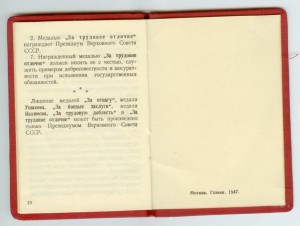 2. Медалью „За трудовое отличие“
награждает Президиум Верховного Совета
СССР.
7. Награжденный медалью „За трудовое
отличие“ должен носить ее с честью, слу-
жить примером добросовестности и аккурат-
ности при исполнении государственных
обязанностей.
* * *
Лишение медалей „За отвагу“, медали
Ушакова, „За боевые заслуги“, медали
Нахимова, „За трудовую доблесть“ и „За
трудовое отличие“ может быть произведено
только Президиумом Верховного Совета
СССР.
10
Москва. Гознак. 1947.